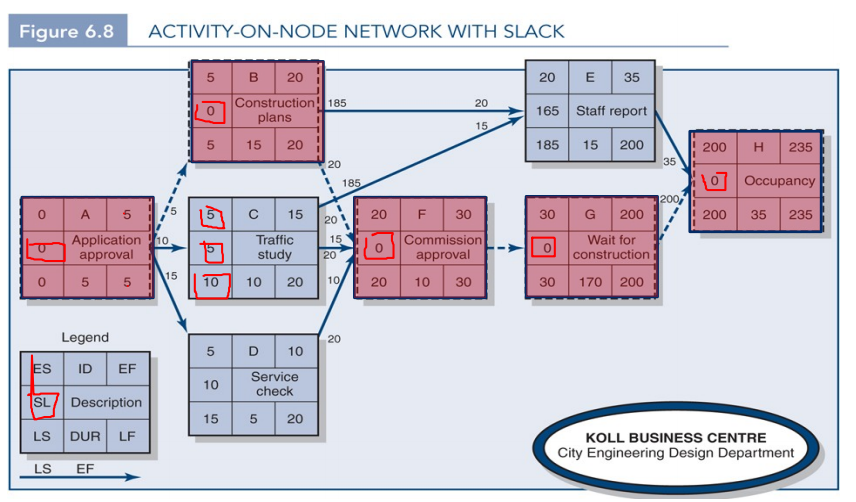 Figure 6.8 ACTIVITY-ON-NODE NETWORK WITH SLACK
5 B 20
0 Construction plans
5 15 20
185 20
15
20 E 35
165 Staff report
185 15 200
20
185
35
200
200 H 235
0 Occupancy
200 35 235
0 A 5
0 Application approval
0 5 5
5
10
15
5 C 15
5 Traffic study
10 10 20
20
15
20
10
20
20 F 30
0 Commission approval
20 10 30
30 G 200
0 Wait for construction
30 170 200
5 D 10
10 Service check
15 5 20
Legend
ES ID EF
SL Description
LS DUR LF
LS EF
KOLL BUSINESS CENTRE
City Engineering Design Department